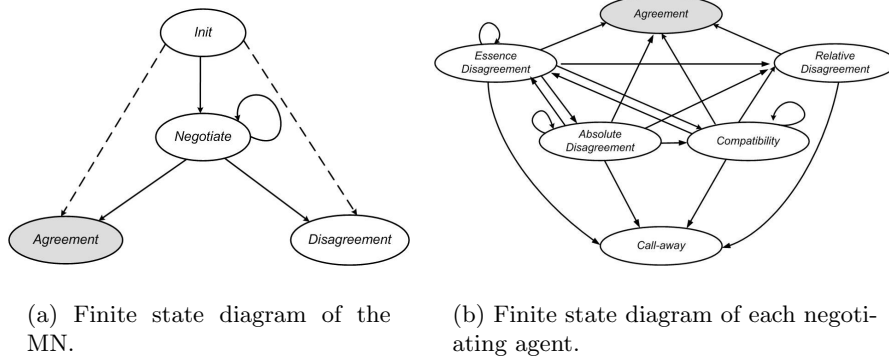 Init
Negotiate
Agreement
Disagreement
(a) Finite state diagram of the
MN.
Agreement
Essence
Disagreement
Relative
Disagreement
Absolute
Disagreement
Compatibility
Call-away
(b) Finite state diagram of each negoti-
ating agent.